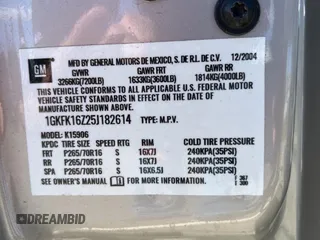 GM
MFD BY GENERAL MOTORS DE MEXICO, S. DE R.L. DE C.V. 12/2004
GVWR GAWR FRT GAWR RR
3266KG(7200LB) 1633KG(3600LB) 1814KG(4000LB)
THIS VEHICLE CONFORMS TO ALL APPLICABLE U.S. FEDERAL MOTOR
VEHICLE SAFETY STANDARDS IN EFFECT ON THE DATE OF
MANUFACTURE SHOWN ABOVE.
1GKFK16Z25J182614 TYPE: M.P.V.
MODEL: K15906
KPDC TIRE SIZE SPEED RTG RIM COLD TIRE PRESSURE
FRT P265/70R16 S 16X7J 240KPA(35PSI)
RR P265/70R16 S 16X7J 240KPA(35PSI)
SPA P265/70R16 S 16X6.5J 240KPA(35PSI)
SEE OWNER'S MANUAL FOR MORE INFORMATION. 367
300
DREAMBID